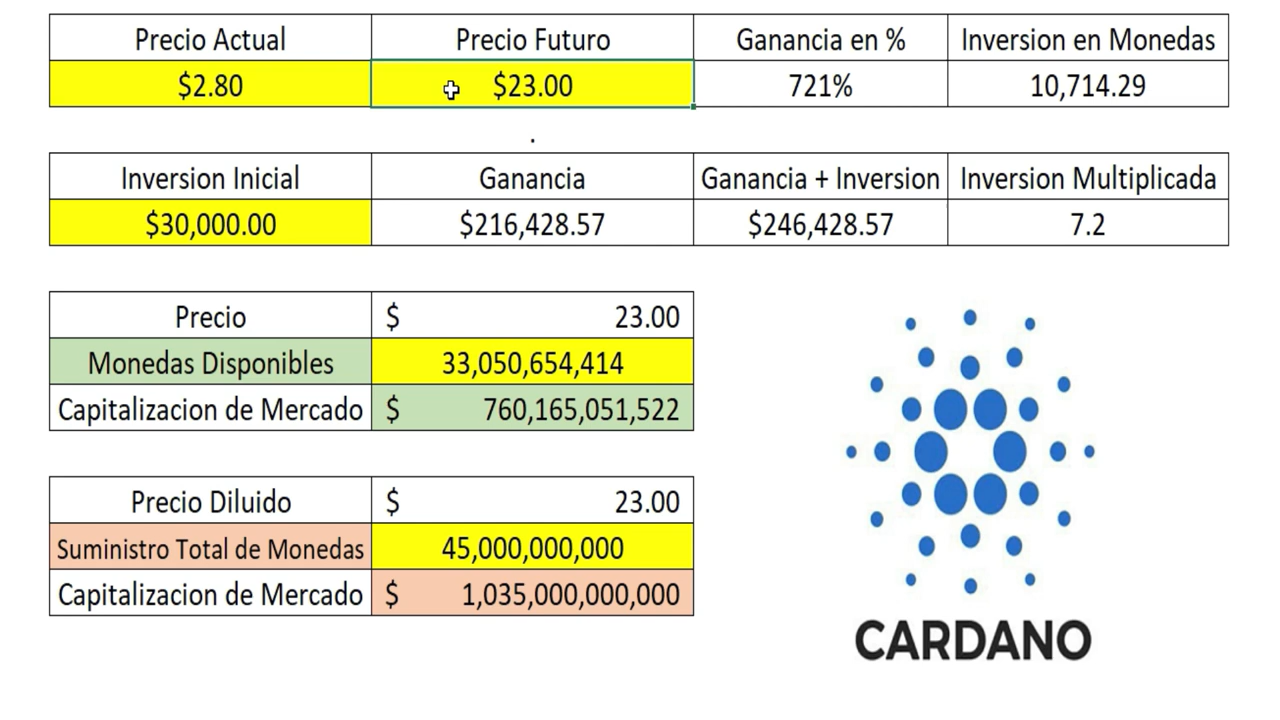 Precio Actual Precio Futuro Ganancia en % Inversion en Monedas
$2.80 $23.00 721% 10,714.29
.
Inversion Inicial Ganancia Ganancia + Inversion Inversion Multiplicada
$30,000.00 $216,428.57 $246,428.57 7.2
Precio $ 23.00
Monedas Disponibles 33,050,654,414
Capitalizacion de Mercado $ 760,165,051,522
Precio Diluido $ 23.00
Suministro Total de Monedas 45,000,000,000
Capitalizacion de Mercado $ 1,035,000,000,000
CARDANO